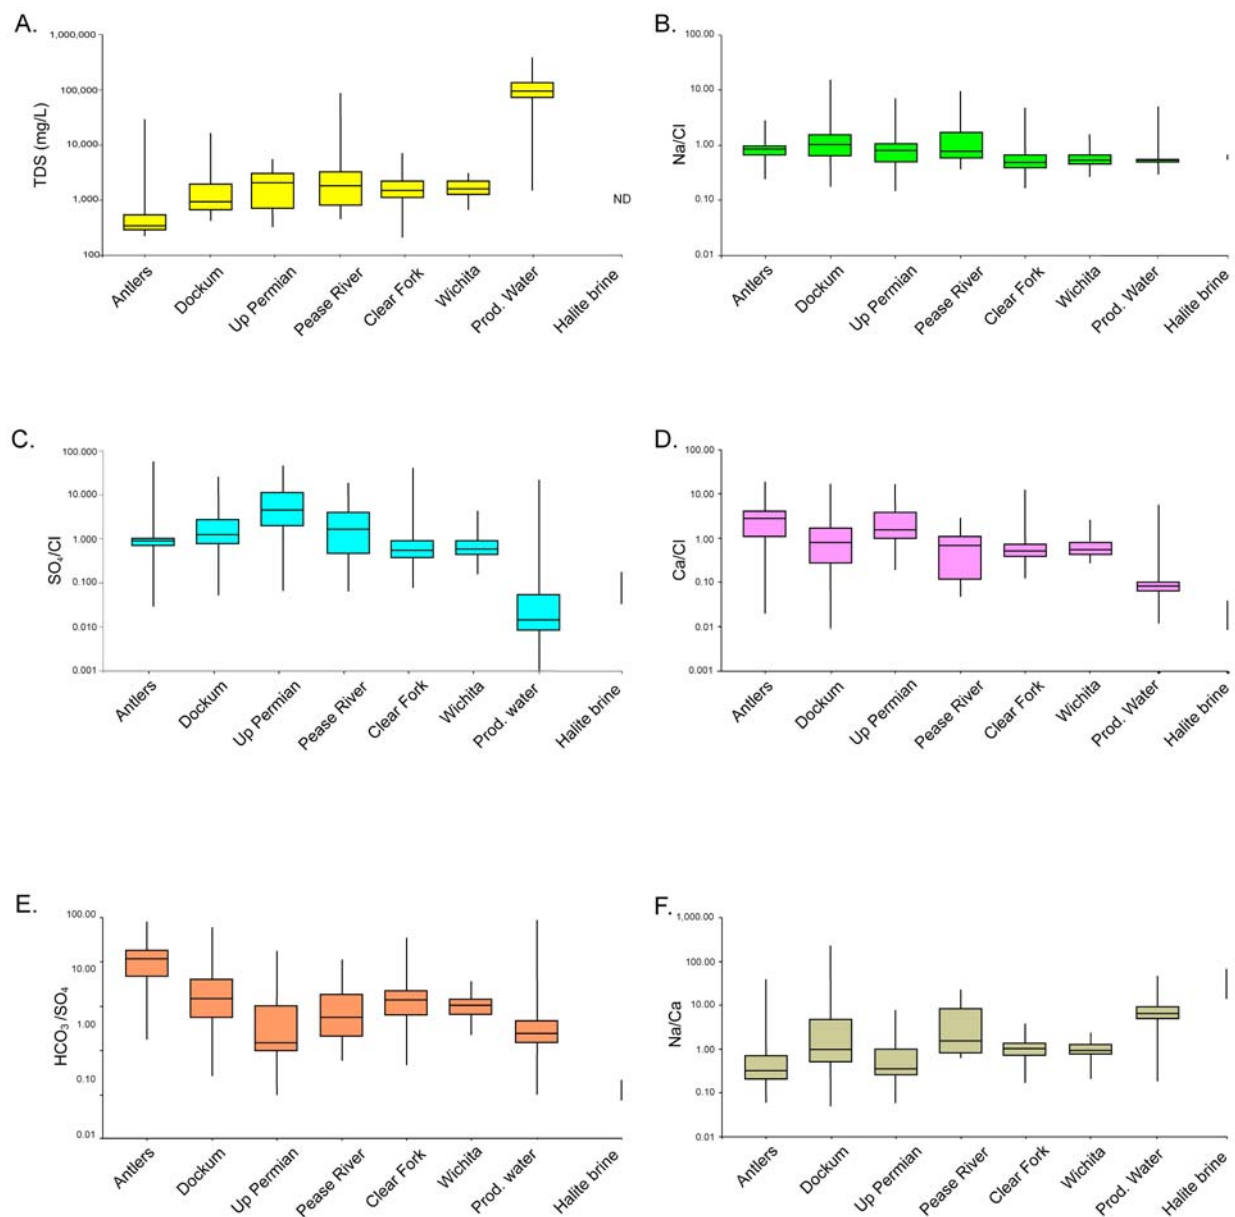 A.
1,000,000
100,000
10,000
1,000
100
TDS (mg/L)
ND
Antlers
Dockum
Up Permian
Pease River
Clear Fork
Wichita
Prod. Water
Halite brine
B.
100.00
10.00
1.00
0.10
0.01
Na/Cl
Antlers
Dockum
Up Permian
Pease River
Clear Fork
Wichita
Prod. Water
Halite brine
C.
100.000
10.000
1.000
0.100
0.010
0.001
SO₄/Cl
Antlers
Dockum
Up Permian
Pease River
Clear Fork
Wichita
Prod. water
Halite brine
D.
100.00
10.00
1.00
0.10
0.01
0.001
Ca/Cl
Antlers
Dockum
Up Permian
Pease River
Clear Fork
Wichita
Prod. Water
Halite brine
E.
100.00
10.00
1.00
0.10
0.01
HCO₃/SO₄
Antlers
Dockum
Up Permian
Pease River
Clear Fork
Wichita
Prod. water
Halite brine
F.
1,000.00
100.00
10.00
1.00
0.10
0.01
Na/Ca
Antlers
Dockum
Up Permian
Pease River
Clear Fork
Wichita
Prod. Water
Halite brine